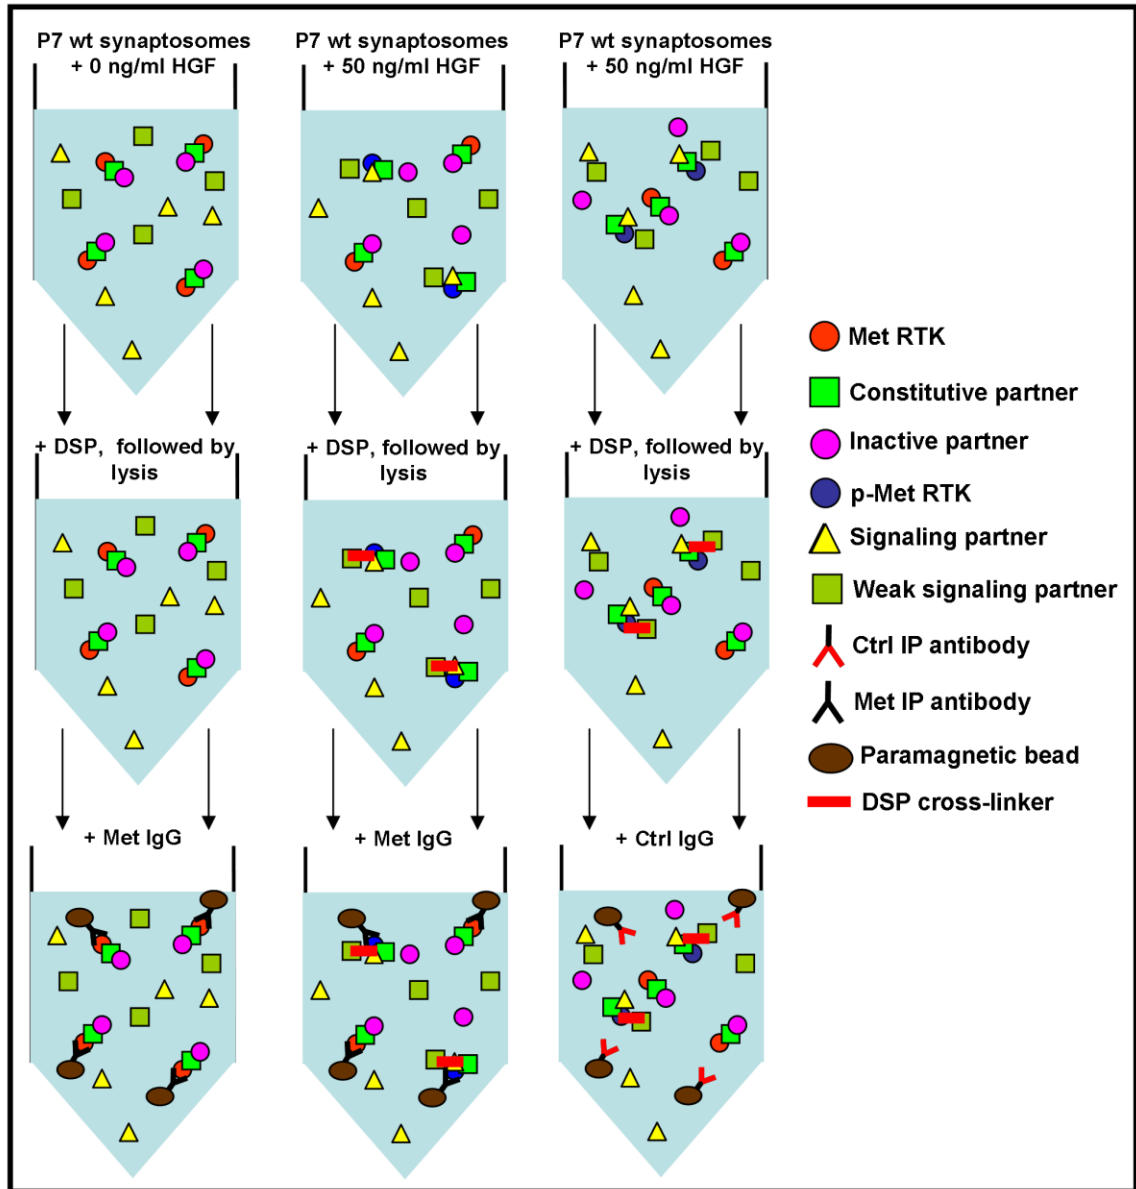 P7 wt synaptosomes
+ 0 ng/ml HGF
P7 wt synaptosomes
+ 50 ng/ml HGF
P7 wt synaptosomes
+ 50 ng/ml HGF
+ DSP, followed by
lysis
+ DSP, followed by
lysis
+ DSP, followed by
lysis
+ Met IgG
+ Met IgG
+ Ctrl IgG
Met RTK
Constitutive partner
Inactive partner
p-Met RTK
Signaling partner
Weak signaling partner
Ctrl IP antibody
Met IP antibody
Paramagnetic bead
DSP cross-linker